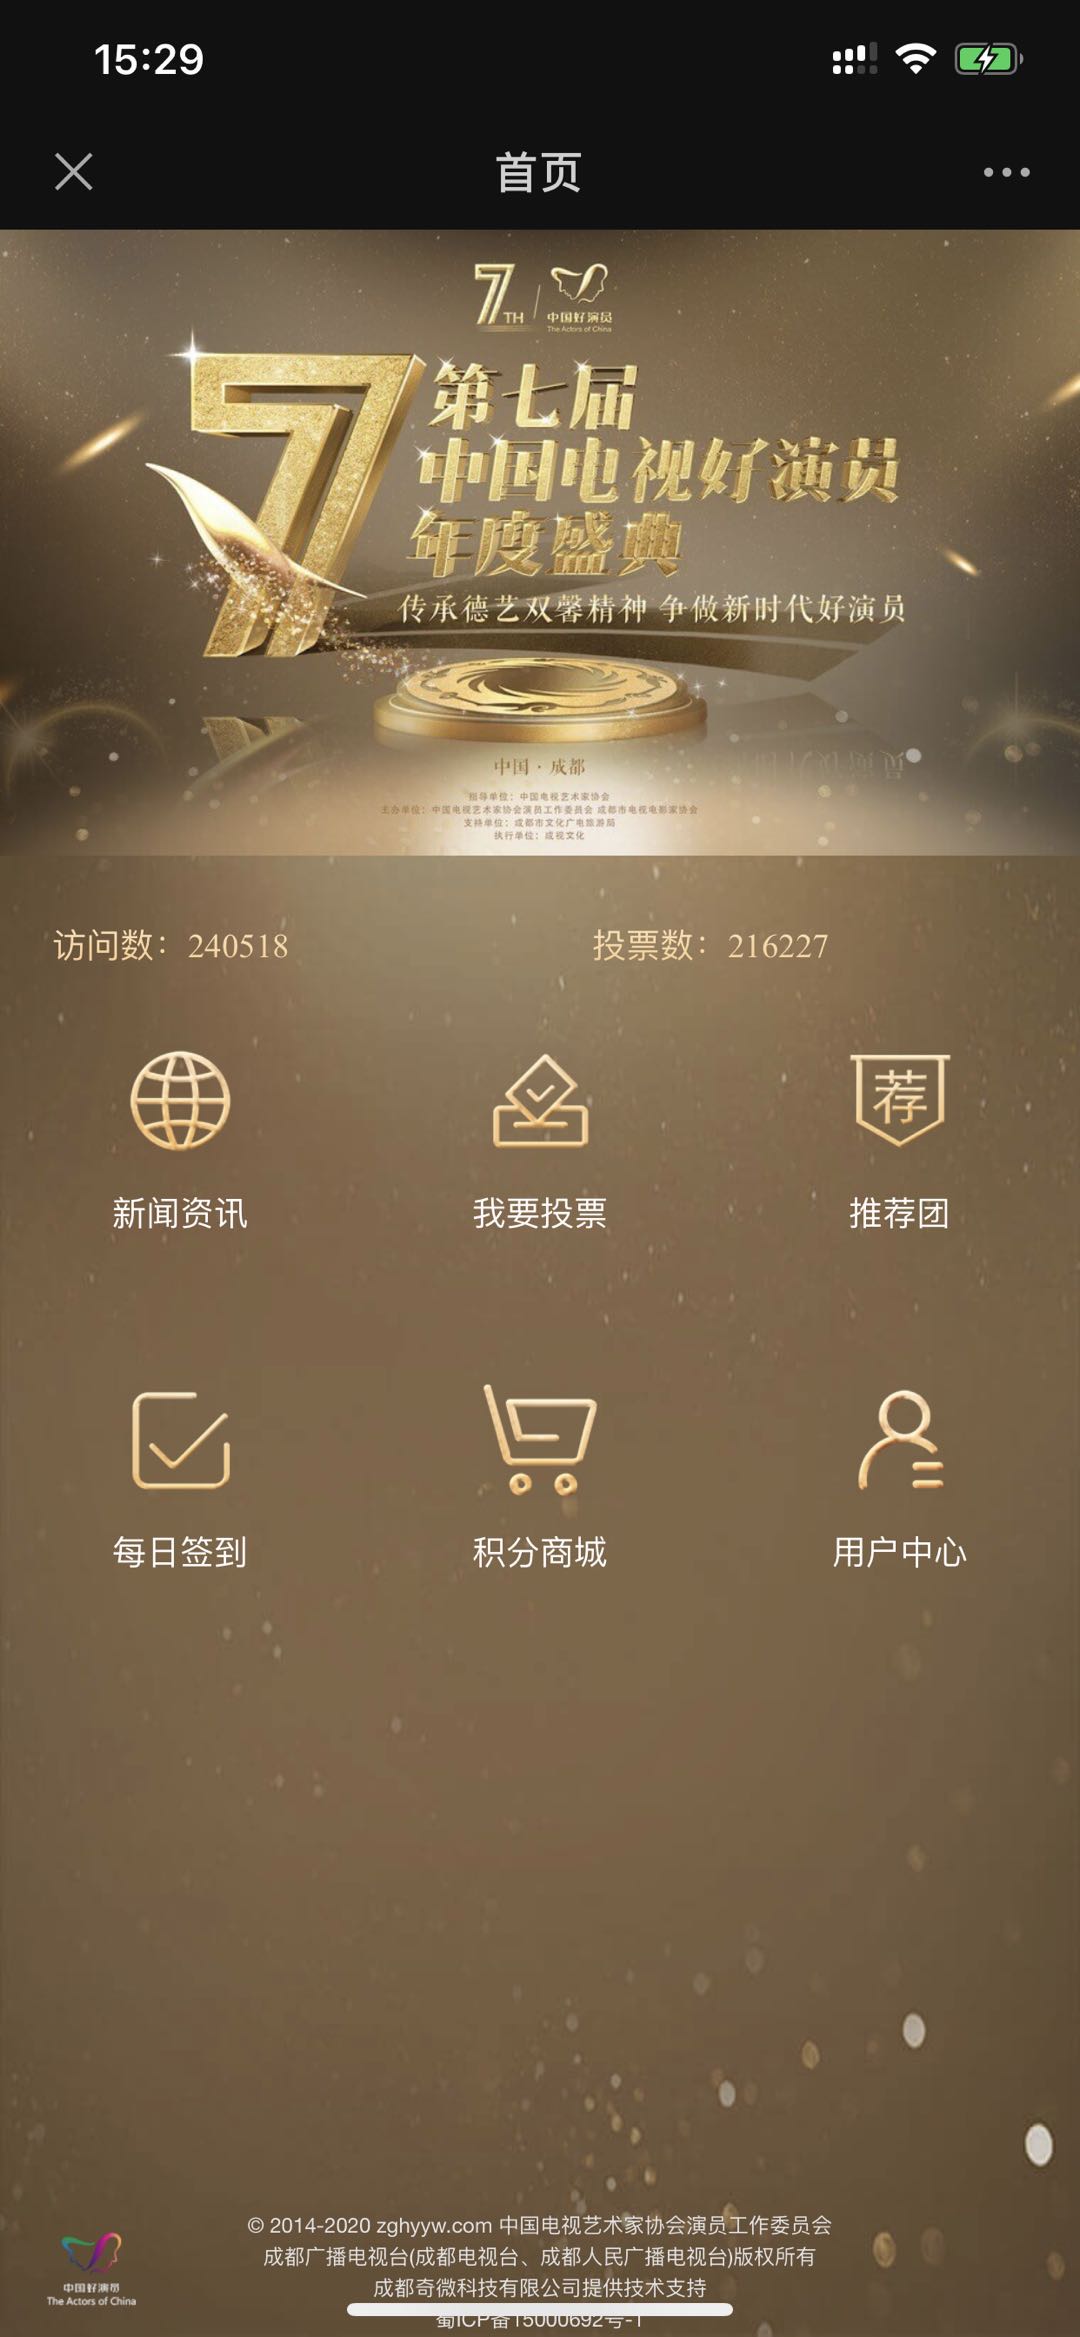 15:29
首页
7TH
中国好演员
The Actors of China
7
第七届
中国电视好演员
年度盛典
传承德艺双馨精神 争做新时代好演员
中国·成都
指导单位：中国电视艺术家协会
主办单位：中国电视艺术家协会演员工作委员会 成都市电视电影家协会
支持单位：成都市文化广电旅游局
执行单位：成视文化
访问数：240518
投票数：216227
荐
新闻资讯
我要投票
推荐团
每日签到
积分商城
用户中心
© 2014-2020 zghyyw.com 中国电视艺术家协会演员工作委员会
成都广播电视台(成都电视台、成都人民广播电视台)版权所有
成都奇微科技有限公司提供技术支持
蜀ICP备15000692号-1
中国好演员
The Actors of China